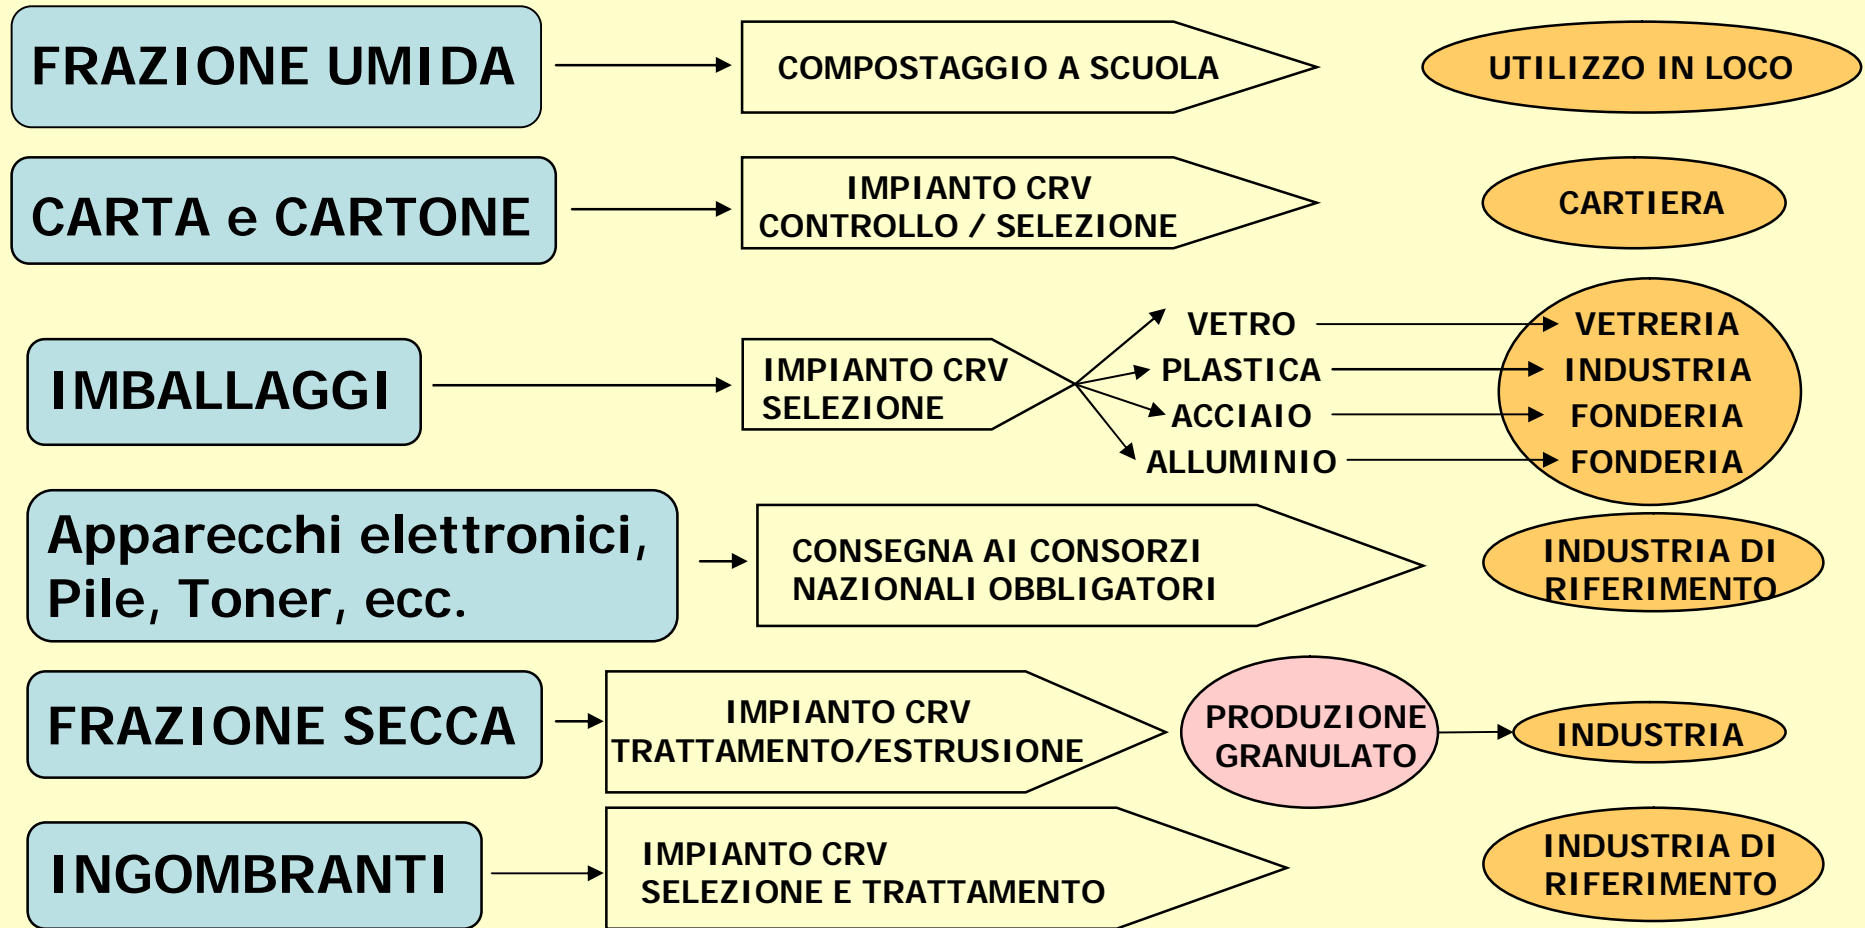 FRAZIONE UMIDA
COMPOSTAGGIO A SCUOLA
UTILIZZO IN LOCO
CARTA e CARTONE
IMPIANTO CRV
CONTROLLO / SELEZIONE
CARTIERA
IMBALLAGGI
IMPIANTO CRV
SELEZIONE
VETRO
PLASTICA
ACCIAIO
ALLUMINIO
VETRERIA
INDUSTRIA
FONDERIA
FONDERIA
Apparecchi elettronici,
Pile, Toner, ecc.
CONSEGNA AI CONSORZI
NAZIONALI OBBLIGATORI
INDUSTRIA DI
RIFERIMENTO
FRAZIONE SECCA
IMPIANTO CRV
TRATTAMENTO/ESTRUSIONE
PRODUZIONE
GRANULATO
INDUSTRIA
INGOMBRANTI
IMPIANTO CRV
SELEZIONE E TRATTAMENTO
INDUSTRIA DI
RIFERIMENTO